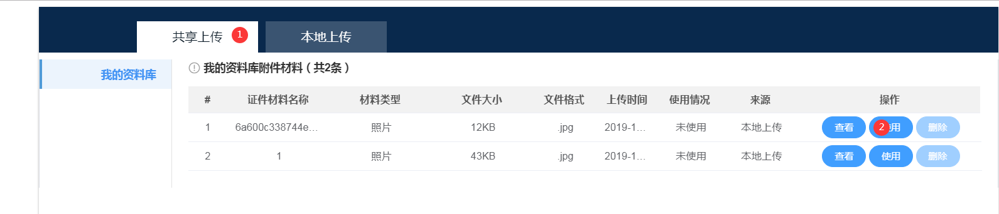 共享上传 1 本地上传
我的资料库
我的资料库附件材料（共2条）
# 证件材料名称 材料类型 文件大小 文件格式 上传时间 使用情况 来源 操作
1 6a600c338744e... 照片 12KB .jpg 2019-1... 未使用 本地上传 查看 2 用 删除
2 1 照片 43KB .jpg 2019-1... 未使用 本地上传 查看 使用 删除